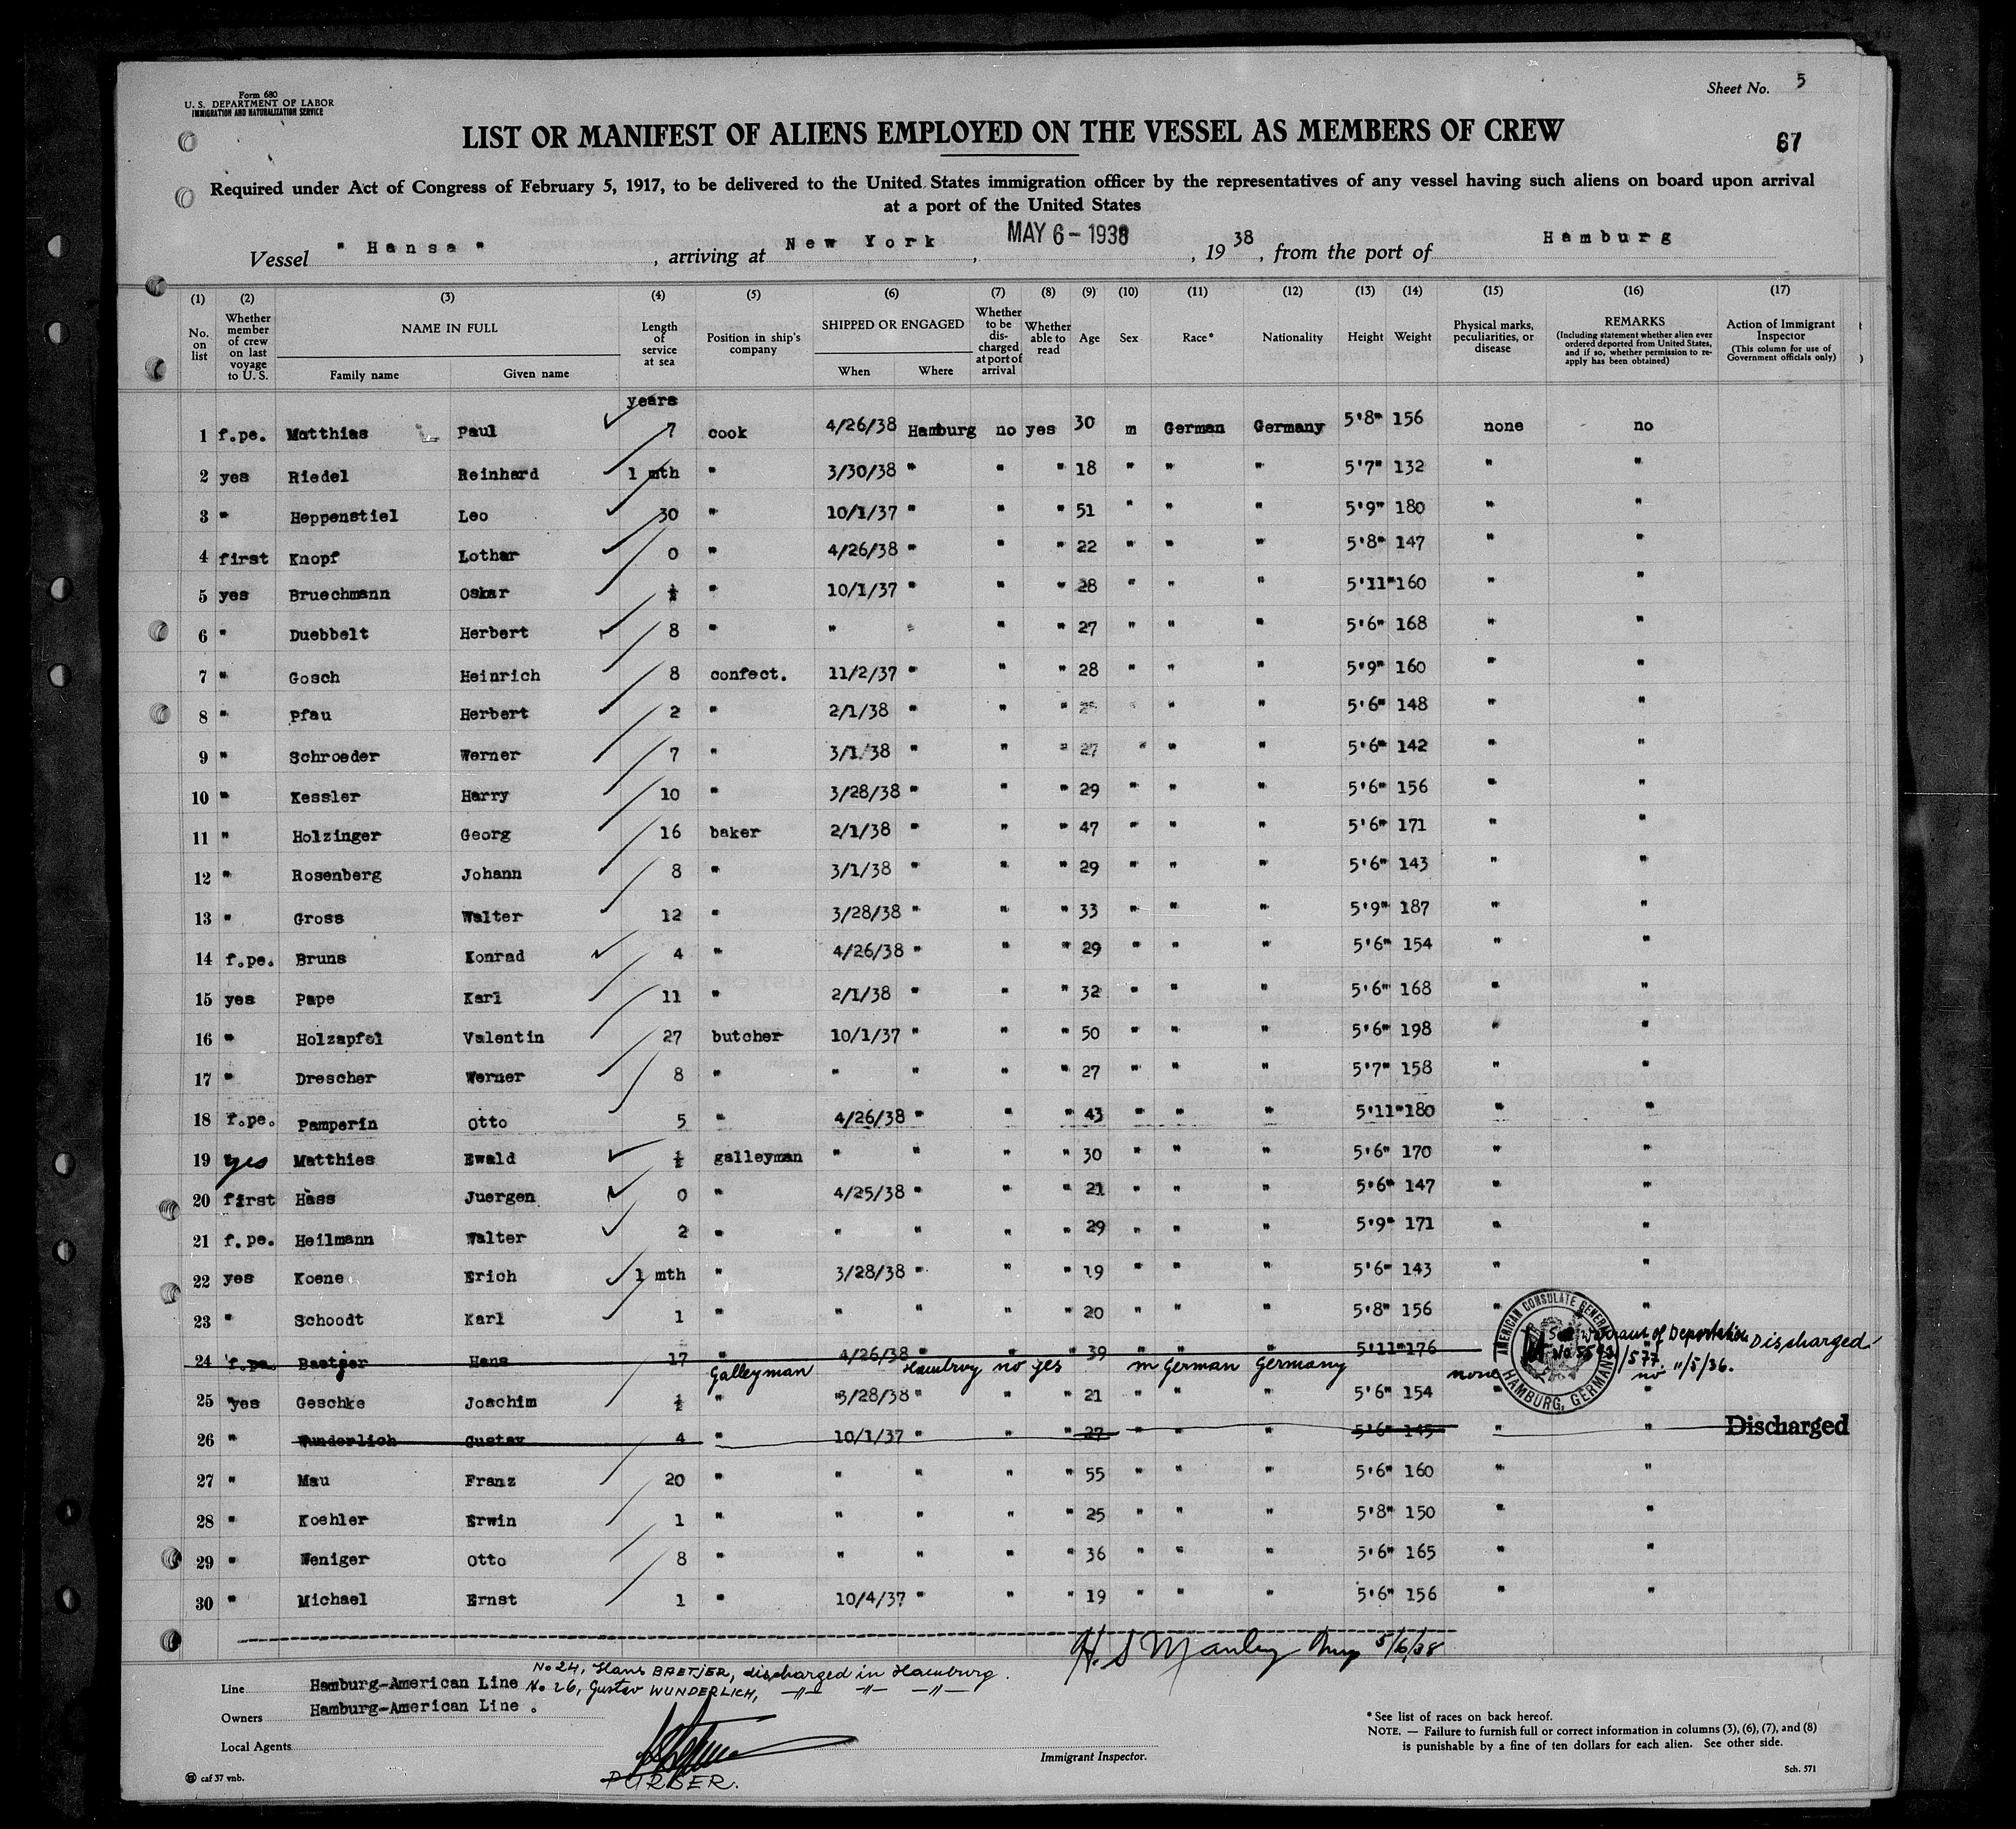 Form 680
U. S. DEPARTMENT OF LABOR
IMMIGRATION AND NATURALIZATION SERVICE
Sheet No. 5
LIST OR MANIFEST OF ALIENS EMPLOYED ON THE VESSEL AS MEMBERS OF CREW
67
Required under Act of Congress of February 5, 1917, to be delivered to the United States immigration officer by the representatives of any vessel having such aliens on board upon arrival
at a port of the United States
Vessel " Hansa " , arriving at New York , MAY 6 - 1938 , 19 38 , from the port of Hamburg
(1) (2) (3) (4) (5) (6) (7) (8) (9) (10) (11) (12) (13) (14) (15) (16) (17)
No. on list Whether member of crew on last voyage to U. S. NAME IN FULL Family name Given name Length of service at sea Position in ship's company SHIPPED OR ENGAGED When Where Whether to be discharged at port of arrival Whether able to read Age Sex Race* Nationality Height Weight Physical marks, peculiarities, or disease REMARKS (Including statement whether alien ever ordered deported from United States, and if so, whether permission to reapply has been obtained) Action of Immigrant Inspector (This column for use of Government officials only)
years
1 f.pe. Matthias Paul 7 cook 4/26/38 Hamburg no yes 30 m German Germany 5'8" 156 none no
2 yes Riedel Reinhard 1 mth " 3/30/38 " " " 18 " " " 5'7" 132 " "
3 " Heppenstiel Leo 30 " 10/1/37 " " " 51 " " " 5'9" 180 " "
4 first Knopf Lothar 0 " 4/26/38 " " " 22 " " " 5'8" 147 " "
5 yes Bruechmann Oskar ½ " 10/1/37 " " " 28 " " " 5'11" 160 " "
6 " Duebbelt Herbert 8 " " " " " 27 " " " 5'6" 168 " "
7 " Gosch Heinrich 8 confect. 11/2/37 " " " 28 " " " 5'9" 160 " "
8 " Pfau Herbert 2 " 2/1/38 " " " " " " 5'6" 148 " "
9 " Schroeder Werner 7 " 3/1/38 " " " 27 " " " 5'6" 142 " "
10 " Kessler Harry 10 " 3/28/38 " " " 29 " " " 5'6" 156 " "
11 " Holzinger Georg 16 baker 2/1/38 " " " 47 " " " 5'6" 171 " "
12 " Rosenberg Johann 8 " 3/1/38 " " " 29 " " " 5'6" 143 " "
13 " Gross Walter 12 " 3/28/38 " " " 33 " " " 5'9" 187 " "
14 f.pe. Bruns Konrad 4 " 4/26/38 " " " 29 " " " 5'6" 154 " "
15 yes Pape Karl 11 " 2/1/38 " " " 32 " " " 5'6" 168 " "
16 " Holzapfel Valentin 27 butcher 10/1/37 " " " 50 " " " 5'6" 198 " "
17 " Drescher Werner 8 " " " " " 27 " " " 5'7" 158 " "
18 f.pe. Pamperin Otto 5 " 4/26/38 " " " 43 " " " 5'11" 180 " "
19 yes Matthies Ewald ½ galleyman " " " " 30 " " " 5'6" 170 " "
20 first Hass Juergen 0 " 4/25/38 " " " 21 " " " 5'6" 147 " "
21 f.pe. Heilmann Walter 2 " " " " " 29 " " " 5'9" 171 " "
22 yes Koene Erich 1 mth " 3/28/38 " " " 19 " " " 5'6" 143 " "
23 " Schoodt Karl 1 " " " " " 20 " " " 5'8" 156 " "
24 f.pe. Baetjer Hans 17 " 4/26/38 " " " 39 " " " 5'11" 176 See Warrant of Deportation Discharged
No 5593/577. 11/5/36.
AMERICAN CONSULATE GENERAL HAMBURG, GERMANY
Galleyman Hamburg no yes m German Germany none no
25 yes Geschke Joachim ½ " 3/28/38 " " " 21 " " " 5'6" 154 " "
26 " Wunderlich Gustav 4 " 10/1/37 " " " 27 " " " 5'6" 145 " " Discharged
27 " Mau Franz 20 " " " " " 55 " " " 5'6" 160 " "
28 " Koehler Erwin 1 " " " " " 25 " " " 5'8" 150 " "
29 " Weniger Otto 8 " " " " " 36 " " " 5'6" 165 " "
30 " Michael Ernst 1 " 10/4/37 " " " 19 " " " 5'6" 156 " "
H. S Manley 5/6/38
No 24, Hans BAETJER, discharged in Hamburg.
Line Hamburg-American Line
No 26, Gustav WUNDERLICH, -"- -"- -"-
Owners Hamburg-American Line .
Local Agents
PURSER.
Immigrant Inspector.
* See list of races on back hereof.
NOTE. — Failure to furnish full or correct information in columns (3), (6), (7), and (8)
is punishable by a fine of ten dollars for each alien. See other side.
caf 37 vnb.
Sch. 571